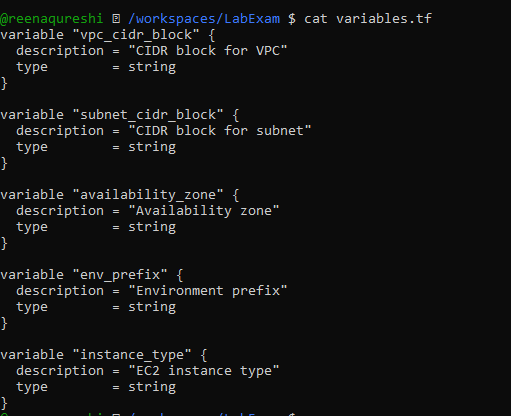 @reenaqureshi /workspaces/LabExam $ cat variables.tf
variable "vpc_cidr_block" {
  description = "CIDR block for VPC"
  type        = string
}

variable "subnet_cidr_block" {
  description = "CIDR block for subnet"
  type        = string
}

variable "availability_zone" {
  description = "Availability zone"
  type        = string
}

variable "env_prefix" {
  description = "Environment prefix"
  type        = string
}

variable "instance_type" {
  description = "EC2 instance type"
  type        = string
}